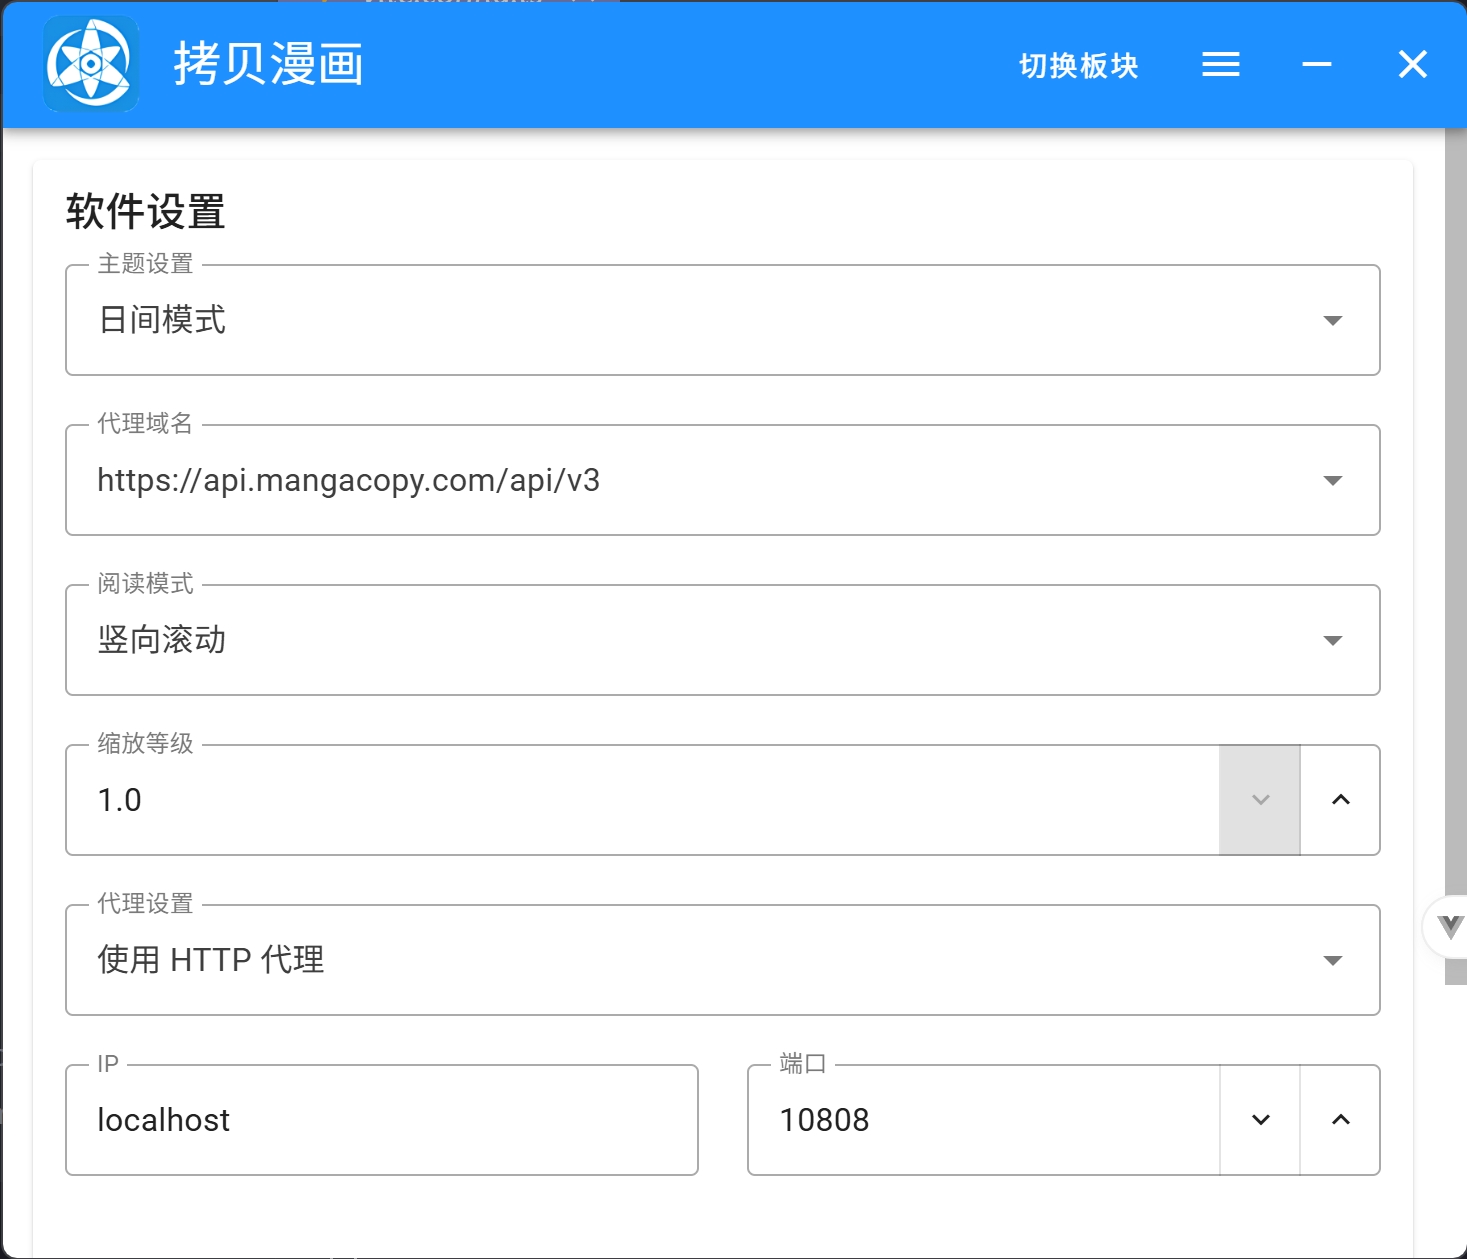 拷贝漫画
切换板块
软件设置
主题设置
日间模式
代理域名
https://api.mangacopy.com/api/v3
阅读模式
竖向滚动
缩放等级
1.0
代理设置
使用 HTTP 代理
IP
localhost
端口
10808